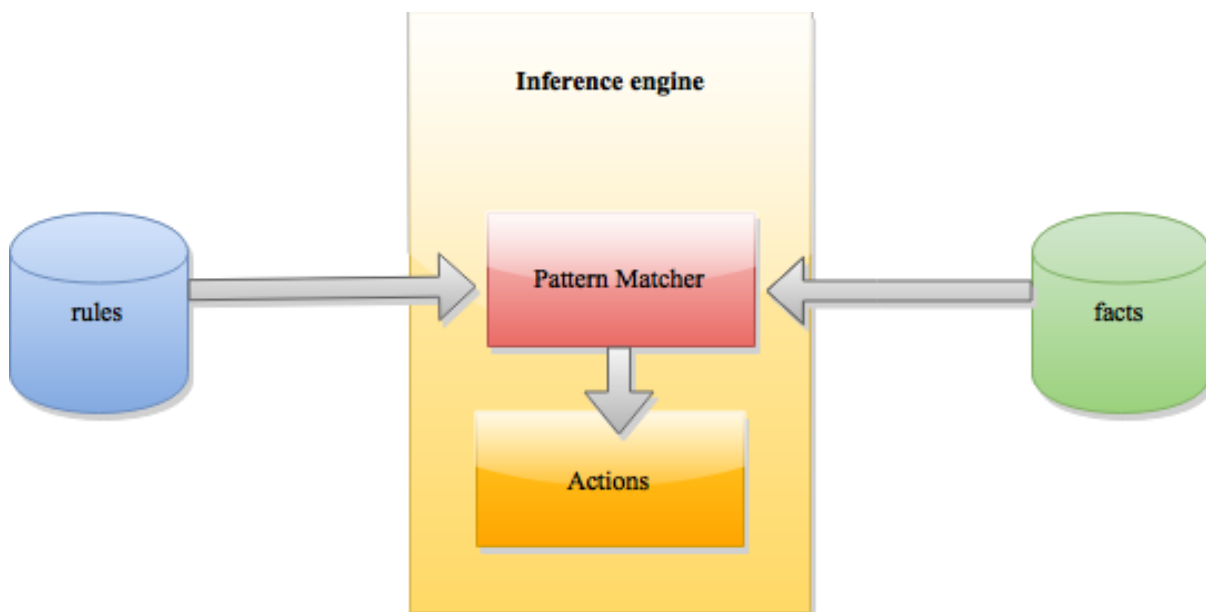 Inference engine
rules
Pattern Matcher
facts
Actions